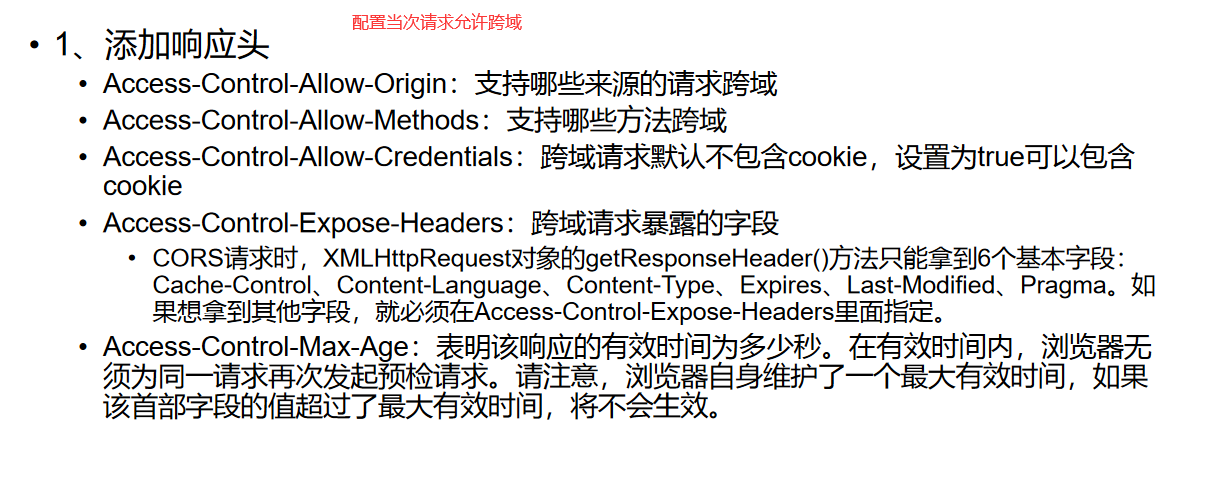 配置当次请求允许跨域
• 1、添加响应头
• Access-Control-Allow-Origin：支持哪些来源的请求跨域
• Access-Control-Allow-Methods：支持哪些方法跨域
• Access-Control-Allow-Credentials：跨域请求默认不包含cookie，设置为true可以包含
cookie
• Access-Control-Expose-Headers：跨域请求暴露的字段
• CORS请求时，XMLHttpRequest对象的getResponseHeader()方法只能拿到6个基本字段：
Cache-Control、Content-Language、Content-Type、Expires、Last-Modified、Pragma。如
果想拿到其他字段，就必须在Access-Control-Expose-Headers里面指定。
• Access-Control-Max-Age：表明该响应的有效时间为多少秒。在有效时间内，浏览器无
须为同一请求再次发起预检请求。请注意，浏览器自身维护了一个最大有效时间，如果
该首部字段的值超过了最大有效时间，将不会生效。